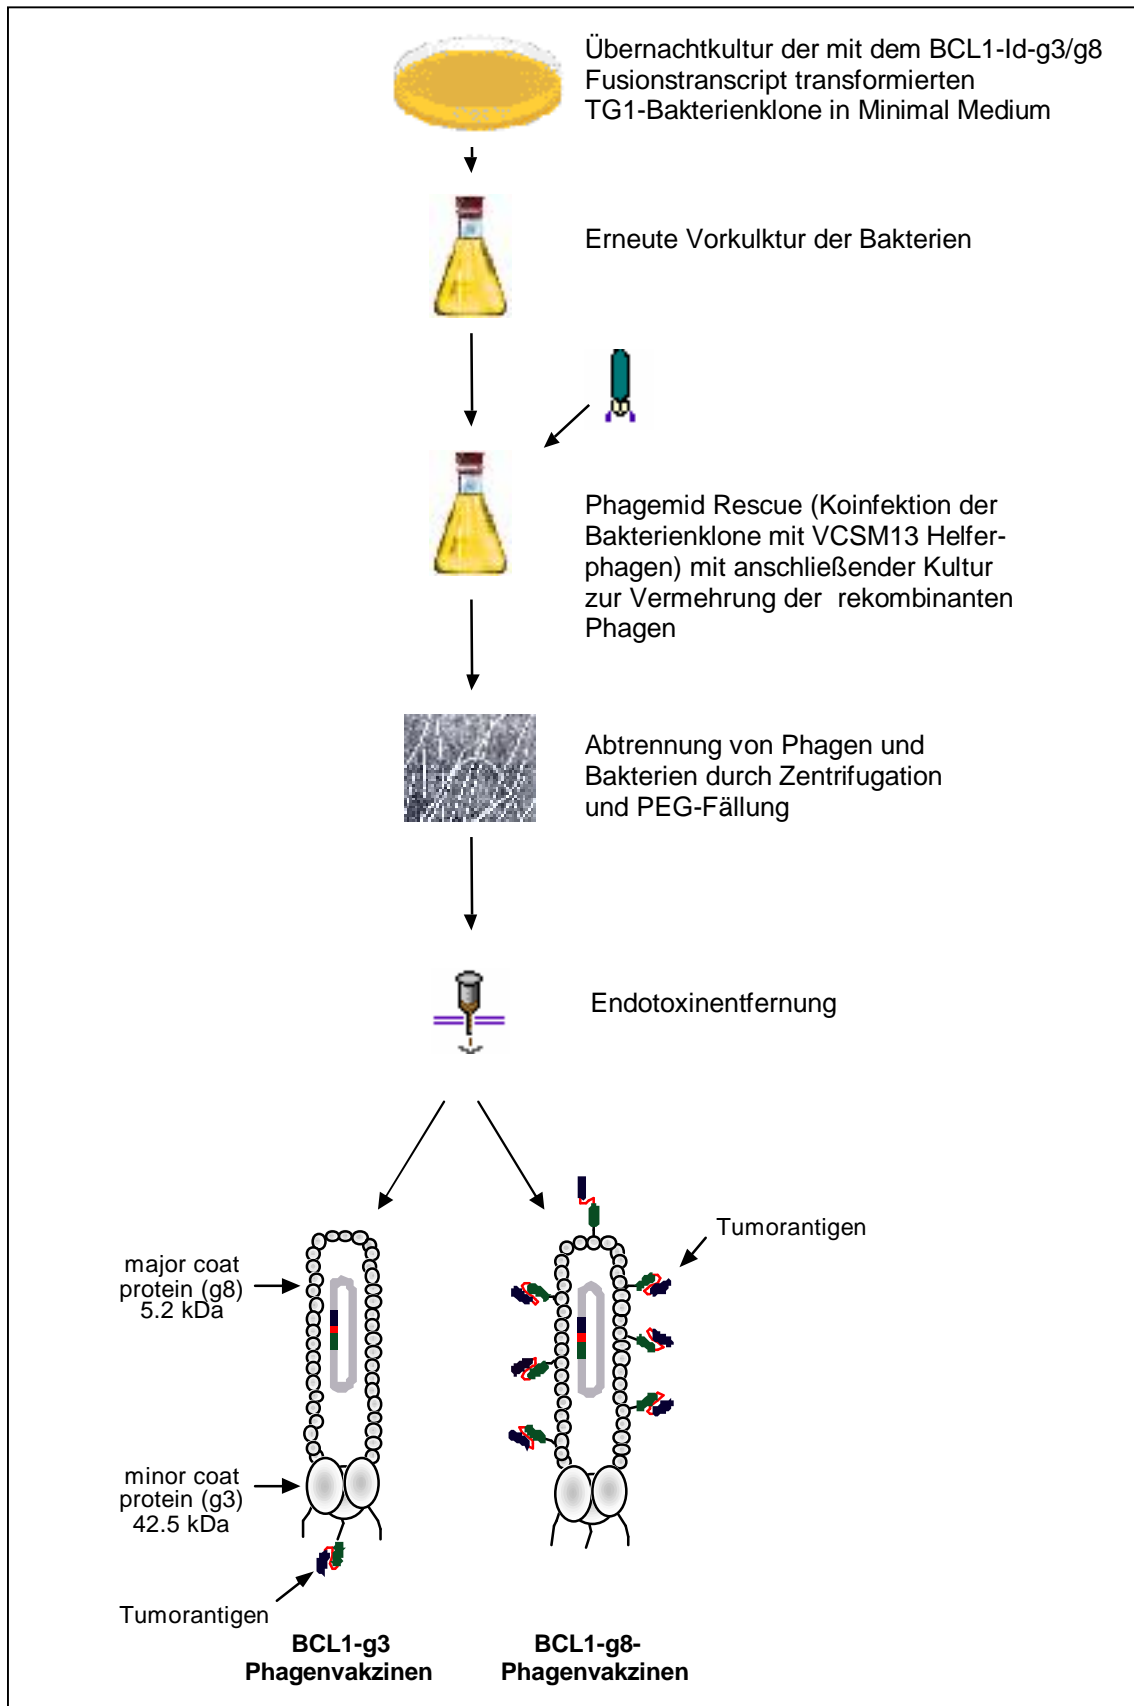 Übernachtkultur der mit dem BCL1-Id-g3/g8
Fusionstranscript transformierten
TG1-Bakterienklone in Minimal Medium
Erneute Vorkulktur der Bakterien
Phagemid Rescue (Koinfektion der
Bakterienklone mit VCSM13 Helfer-
phagen) mit anschließender Kultur
zur Vermehrung der rekombinanten
Phagen
Abtrennung von Phagen und
Bakterien durch Zentrifugation
und PEG-Fällung
Endotoxinentfernung
Tumorantigen
major coat
protein (g8)
5.2 kDa
minor coat
protein (g3)
42.5 kDa
Tumorantigen
BCL1-g3
Phagenvakzinen
BCL1-g8-
Phagenvakzinen